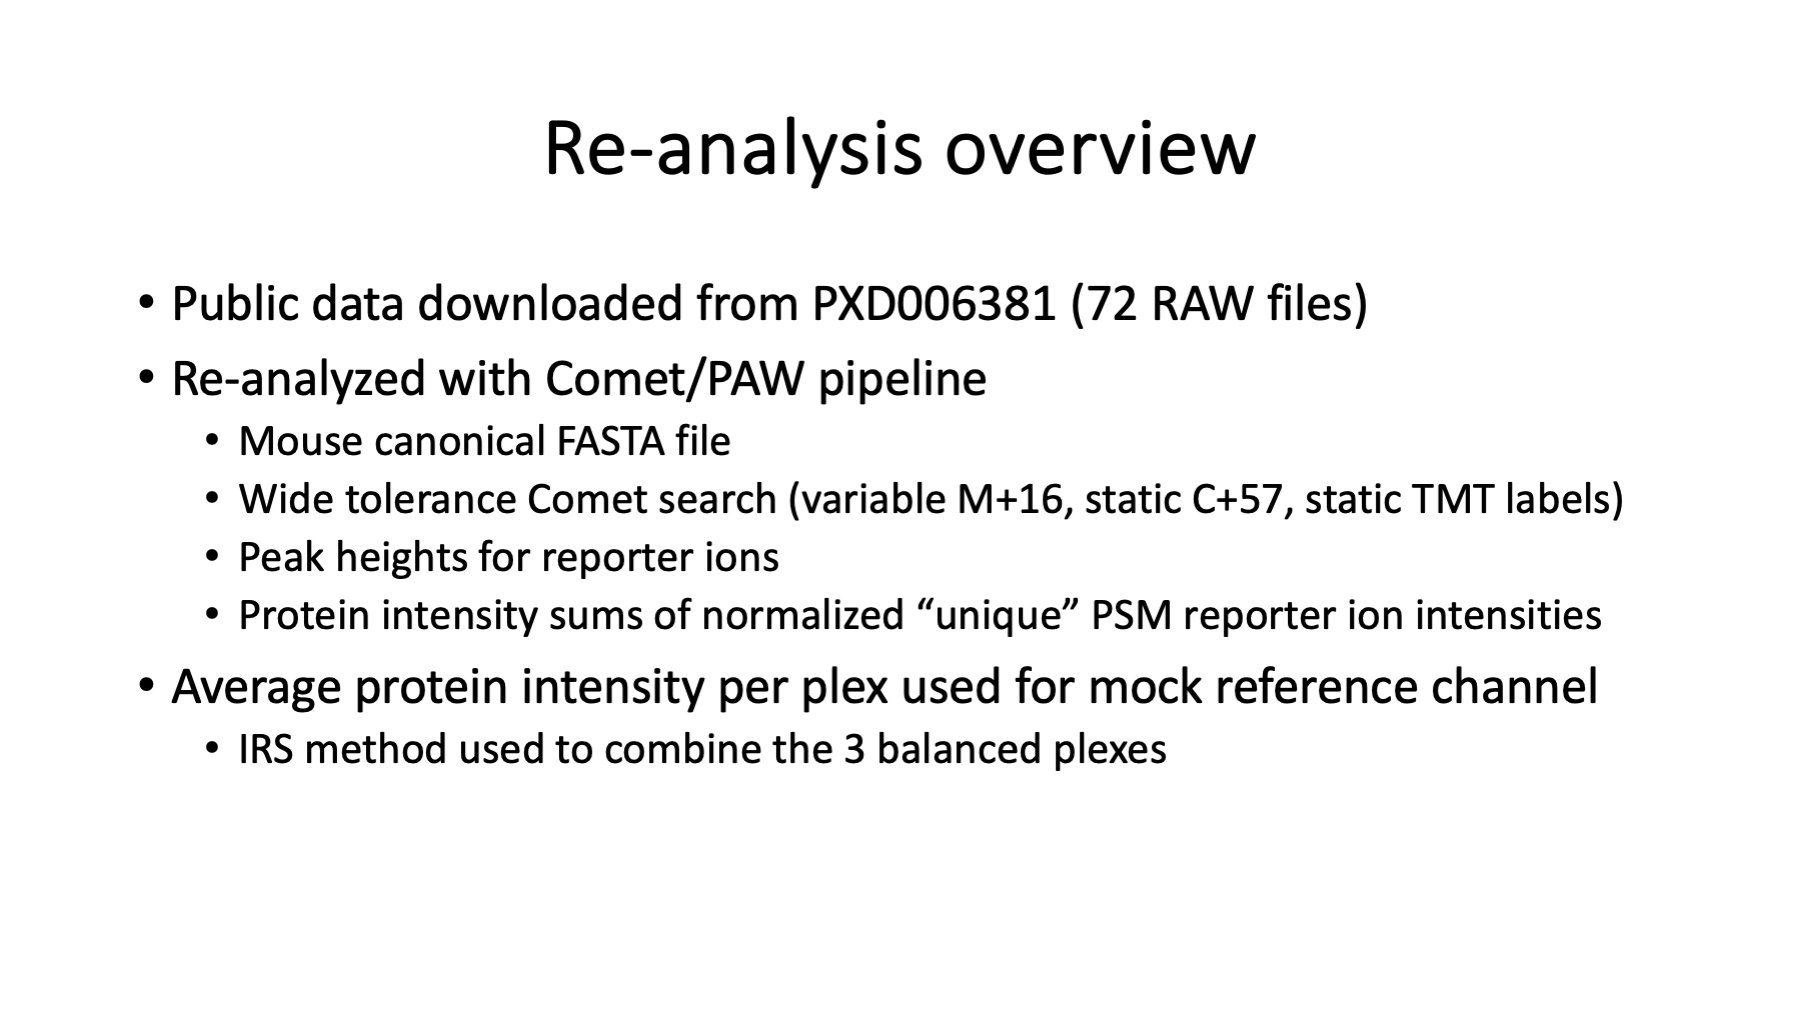 Re-analysis overview
• Public data downloaded from PXD006381 (72 RAW files)
• Re-analyzed with Comet/PAW pipeline
• Mouse canonical FASTA file
• Wide tolerance Comet search (variable M+16, static C+57, static TMT labels)
• Peak heights for reporter ions
• Protein intensity sums of normalized “unique” PSM reporter ion intensities
• Average protein intensity per plex used for mock reference channel
• IRS method used to combine the 3 balanced plexes